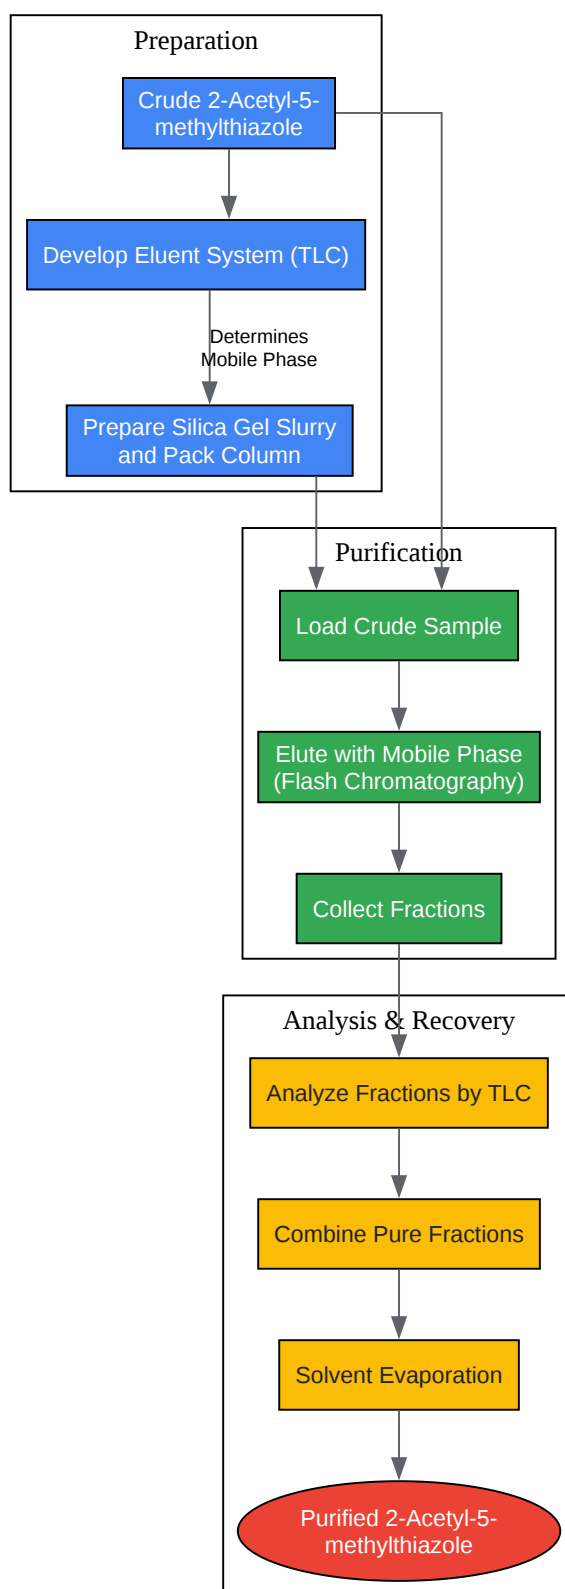 Preparation
Crude 2-Acetyl-5-
methylthiazole
Develop Eluent System (TLC)
Determines
Mobile Phase
Prepare Silica Gel Slurry
and Pack Column
Purification
Load Crude Sample
Elute with Mobile Phase
(Flash Chromatography)
Collect Fractions
Analysis & Recovery
Analyze Fractions by TLC
Combine Pure Fractions
Solvent Evaporation
Purified 2-Acetyl-5-
methylthiazole